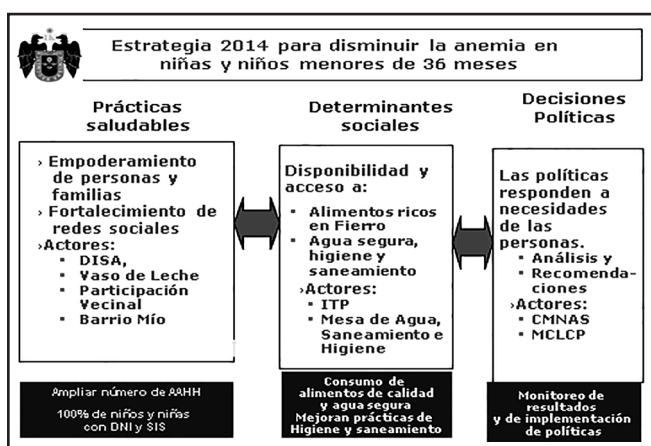 Estrategia 2014 para disminuir la anemia en
niñas y niños menores de 36 meses
Prácticas
saludables
› Empoderamiento
de personas y
familias
› Fortalecimiento de
redes sociales
›Actores:
▪ DISA,
▪ Vaso de Leche
▪ Participación
Vecinal
▪ Barrio Mío
Ampliar número de AAHH
100% de niños y niñas
con DNI y SIS
Determinantes
sociales
Disponibilidad y
acceso a:
▪ Alimentos ricos
en Fierro
▪ Agua segura,
higiene y
saneamiento
›Actores:
▪ ITP
▪ Mesa de Agua,
Saneamiento e
Higiene
Consumo de
alimentos de calidad
y agua segura
Mejoran prácticas de
Higiene y saneamiento
Decisiones
Políticas
Las políticas
responden a
necesidades
de las
personas.
▪ Análisis y
▪ Recomenda-
ciones
›Actores:
▪ CMNAS
▪ MCLCP
Monitoreo de
resultados
y de implementación
de políticas